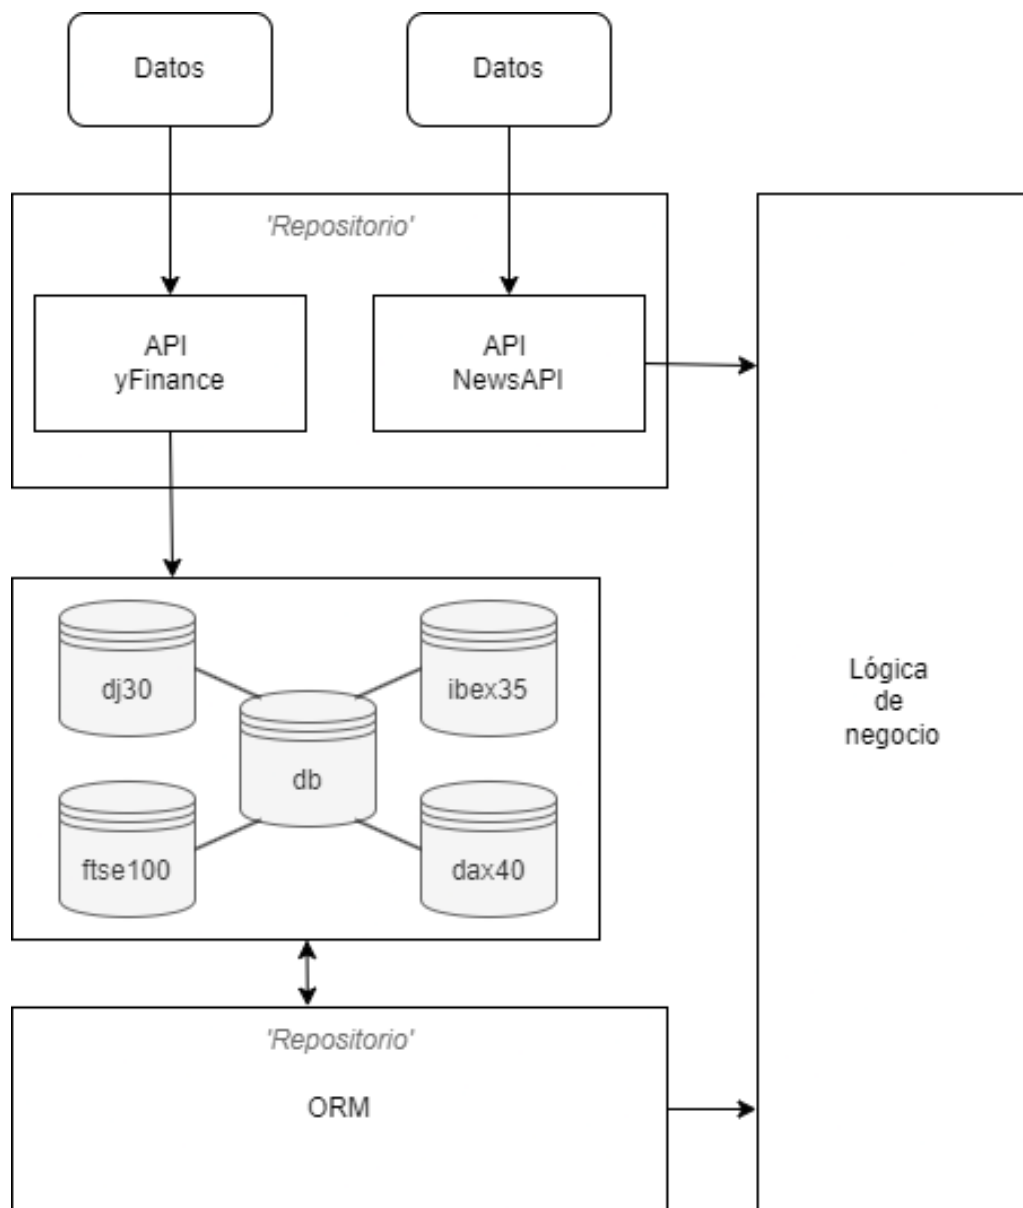 Datos
Datos
'Repositorio'
API
yFinance
API
NewsAPI
dj30
ibex35
db
ftse100
dax40
Lógica
de
negocio
'Repositorio'
ORM